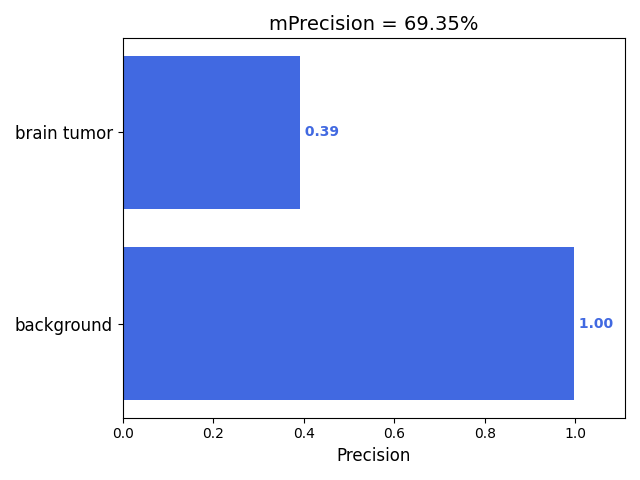 mPrecision = 69.35%
brain tumor
0.39
background
1.00
0.0 0.2 0.4 0.6 0.8 1.0
Precision